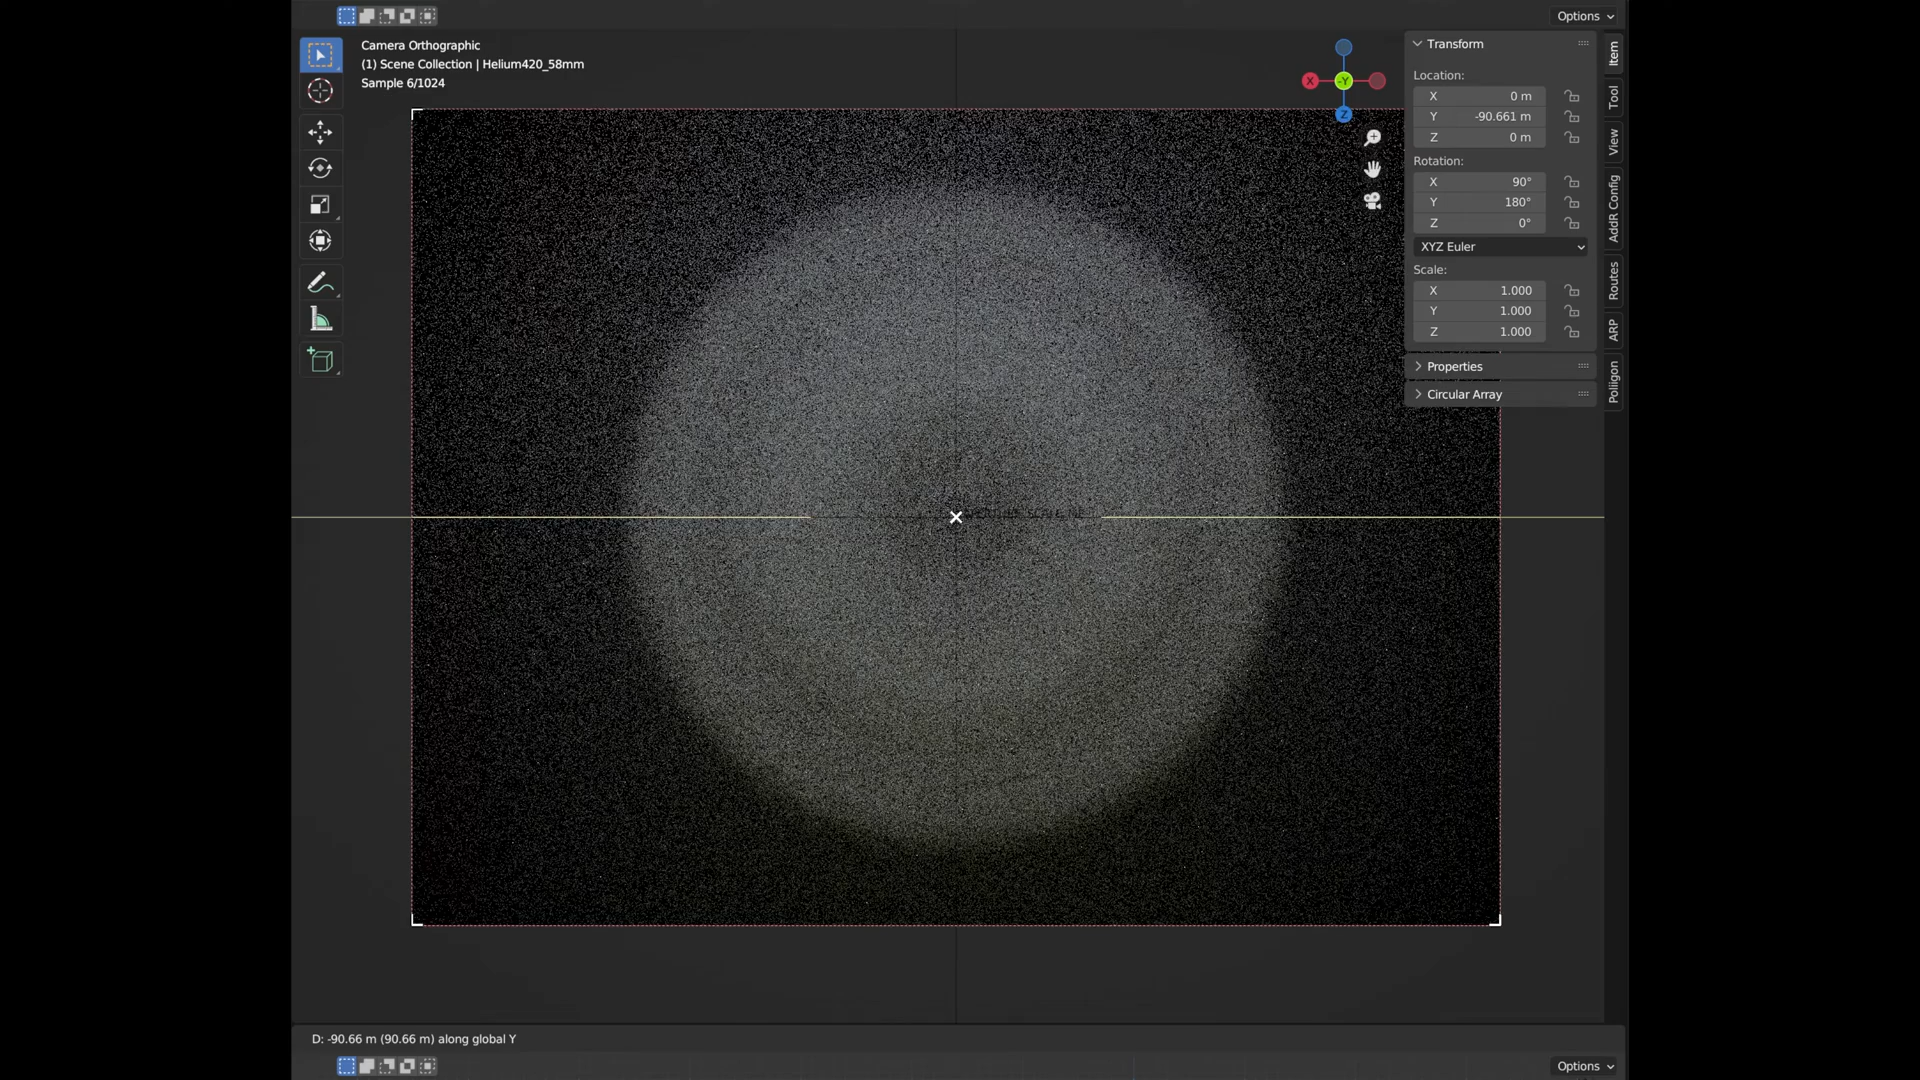 Options
Camera Orthographic
(1) Scene Collection | Helium420_58mm
Sample 6/1024
X
-Y
Z
Transform
Location:
X 0 m
Y -90.661 m
Z 0 m
Rotation:
X 90°
Y 180°
Z 0°
XYZ Euler
Scale:
X 1.000
Y 1.000
Z 1.000
Properties
Circular Array
Item
Tool
View
AddR Config
Routes
ARP
Poliigon
D: -90.66 m (90.66 m) along global Y
Options